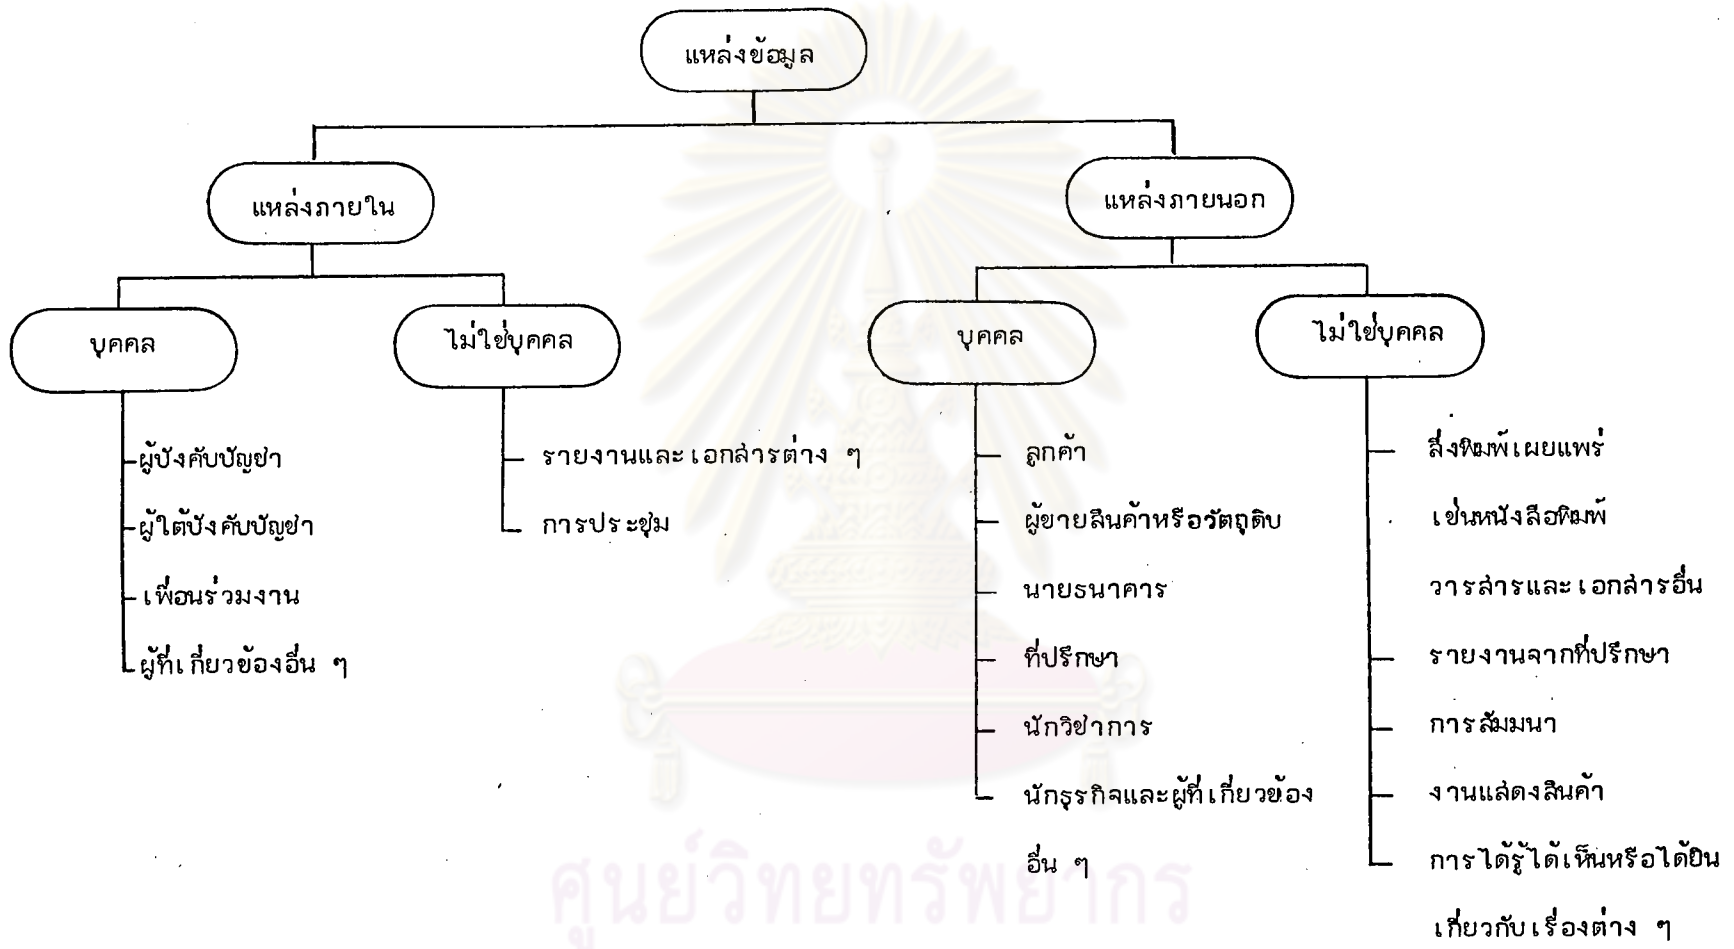 แหล่งข้อมูล
แหล่งภายใน
แหล่งภายนอก
บุคคล
ไม่ใช่บุคคล
บุคคล
ไม่ใช่บุคคล
ผู้บังคับบัญชา
ผู้ใต้บังคับบัญชา
เพื่อนร่วมงาน
ผู้ที่เกี่ยวข้องอื่น ๆ
รายงานและเอกสารต่าง ๆ
การประชุม
ลูกค้า
ผู้ขายสินค้าหรือวัตถุดิบ
นายธนาคาร
ที่ปรึกษา
นักวิชาการ
นักธุรกิจและผู้ที่เกี่ยวข้อง
อื่น ๆ
สิ่งพิมพ์เผยแพร่
เช่นหนังสือพิมพ์
วารสารและเอกสารอื่น
รายงานจากที่ปรึกษา
การสัมมนา
งานแสดงสินค้า
การได้รู้ได้เห็นหรือได้ยิน
เกี่ยวกับเรื่องต่าง ๆ
ศูนย์วิทยทรัพยากร